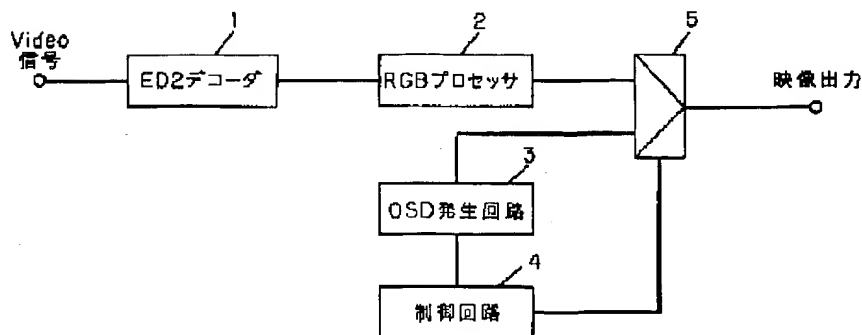 1
2
5
Video
信号
ED2デコーダ
RGBプロセッサ
映像出力
3
OSD発生回路
4
制御回路